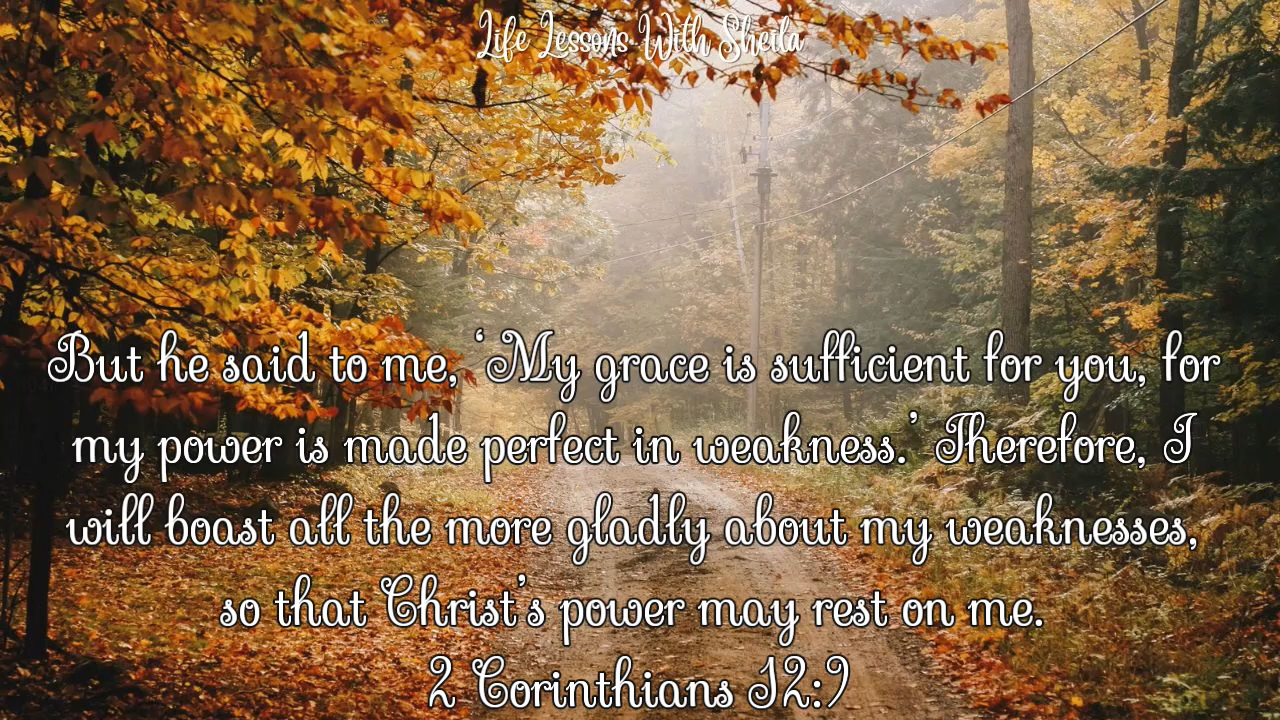 Life Lessons With Sheila
But he said to me, ‘My grace is sufficient for you, for
my power is made perfect in weakness.’ Therefore, I
will boast all the more gladly about my weaknesses,
so that Christ’s power may rest on me.
2 Corinthians 12:9